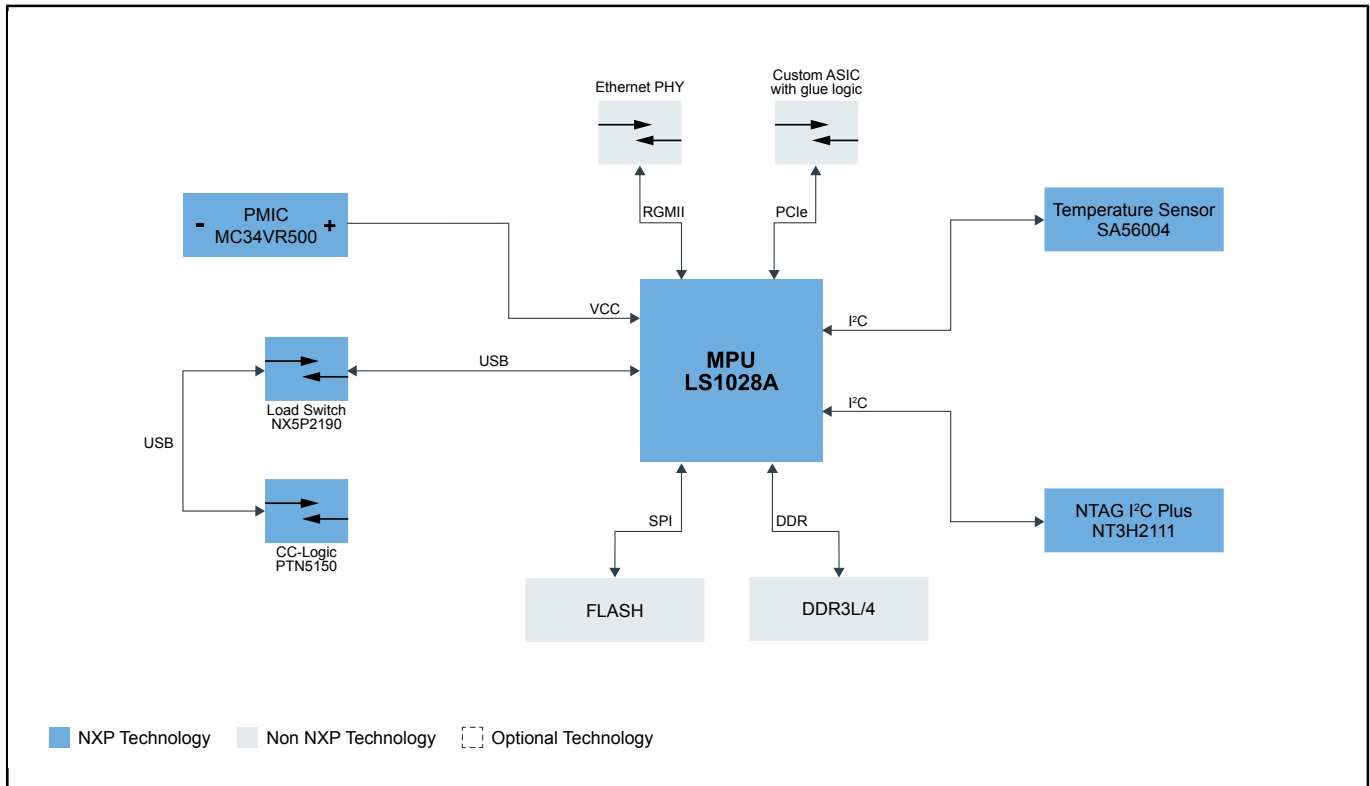 Ethernet PHY
Custom ASIC
with glue logic
RGMII
PCIe
PMIC
- MC34VR500 +
Temperature Sensor
SA56004
VCC
I²C
MPU
LS1028A
USB
Load Switch
NX5P2190
I²C
USB
CC-Logic
PTN5150
NTAG I²C Plus
NT3H2111
SPI
DDR
FLASH
DDR3L/4
NXP Technology
Non NXP Technology
Optional Technology